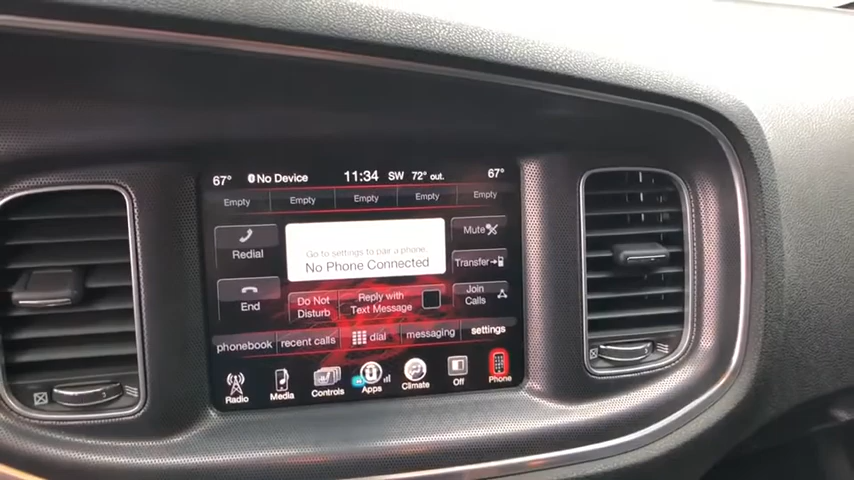 67° No Device 11:34 SW 72° out. 67°
Empty Empty Empty Empty Empty
Redial
Go to settings to pair a phone.
No Phone Connected
Mute
Transfer
End
Do Not
Disturb
Reply with
Text Message
Join
Calls
phonebook recent calls dial messaging settings
Radio Media Controls Apps Climate Off Phone